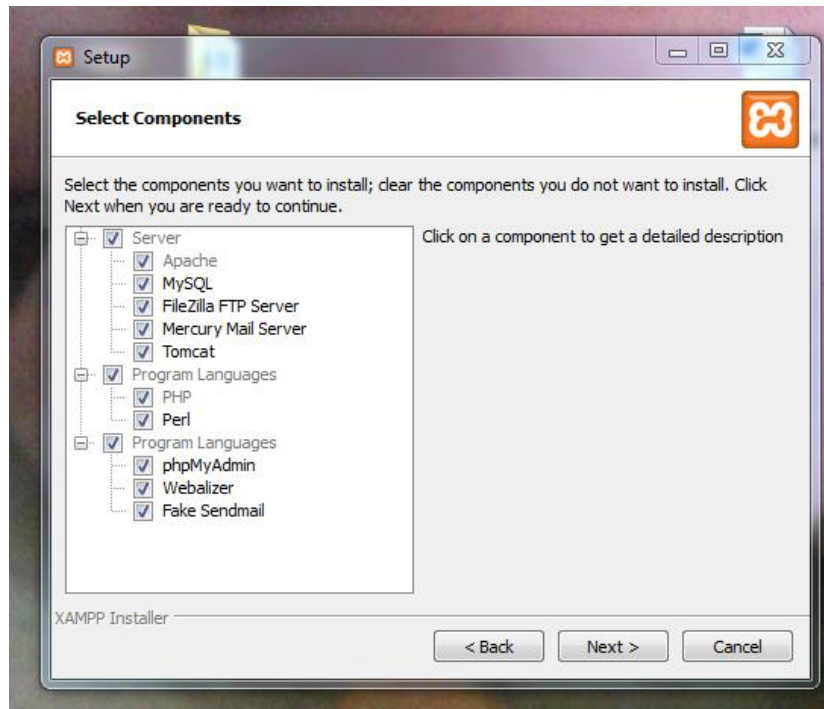 Setup
Select Components
Select the components you want to install; clear the components you do not want to install. Click
Next when you are ready to continue.
Server
Apache
MySQL
FileZilla FTP Server
Mercury Mail Server
Tomcat
Program Languages
PHP
Perl
Program Languages
phpMyAdmin
Webalizer
Fake Sendmail
Click on a component to get a detailed description
XAMPP Installer
< Back Next > Cancel